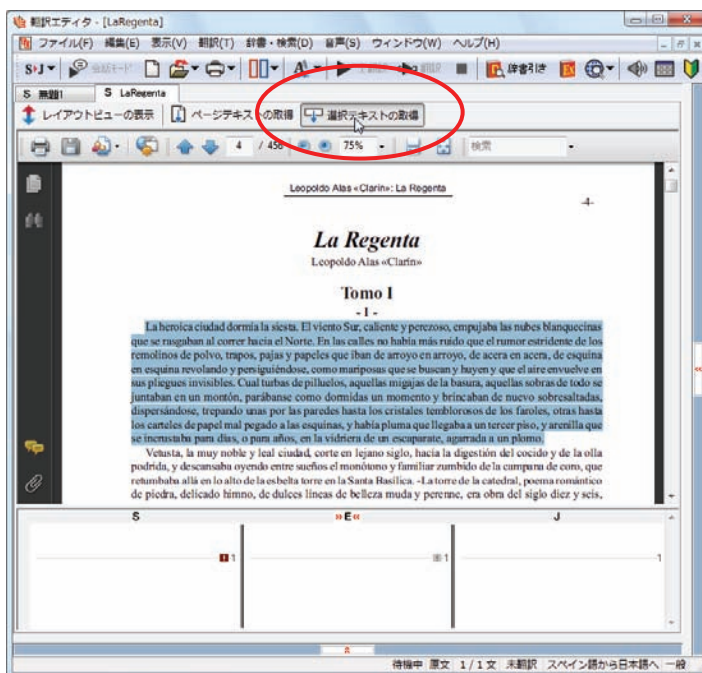 翻訳エディタ - [LaRegenta]
ファイル(F) 編集(E) 表示(V) 翻訳(T) 辞書・検索(D) 音声(S) ウィンドウ(W) ヘルプ(H)
S›J 会話モード A 翻訳 辞書引き
S 無題1 S LaRegenta
レイアウトビューの表示 ページテキストの取得 選択テキストの取得
4 / 456 75% 検索
Leopoldo Alas «Clarín»: La Regenta
-4-
La Regenta
Leopoldo Alas «Clarín»
Tomo I
- I -
La heroica ciudad dormía la siesta. El viento Sur, caliente y perezoso, empujaba las nubes blanquecinas
que se rasgaban al correr hacia el Norte. En las calles no había más ruido que el rumor estridente de los
remolinos de polvo, trapos, pajas y papeles que iban de arroyo en arroyo, de acera en acera, de esquina
en esquina revolando y persiguiéndose, como mariposas que se buscan y huyen y que el aire envuelve en
sus pliegues invisibles. Cual turbas de pilluelos, aquellas migajas de la basura, aquellas sobras de todo se
juntaban en un montón, parábanse como dormidas un momento y brincaban de nuevo sobresaltadas,
dispersándose, trepando unas por las paredes hasta los cristales temblorosos de los faroles, otras hasta
los carteles de papel mal pegado a las esquinas, y había pluma que llegaba a un tercer piso, y arenilla que
se incrustaba para días, o para años, en la vidriera de un escaparate, agarrada a un plomo.
Vetusta, la muy noble y leal ciudad, corte en lejano siglo, hacía la digestión del cocido y de la olla
podrida, y descansaba oyendo entre sueños el monótono y familiar zumbido de la campana de coro, que
retumbaba allá en lo alto de la esbelta torre en la Santa Basílica. -La torre de la catedral, poema romántico
de piedra, delicado himno, de dulces líneas de belleza muda y perenne, era obra del siglo diez y seis,
S »E« J
1 1 1
待機中 原文 1/1文 未翻訳 スペイン語から日本語へ 一般